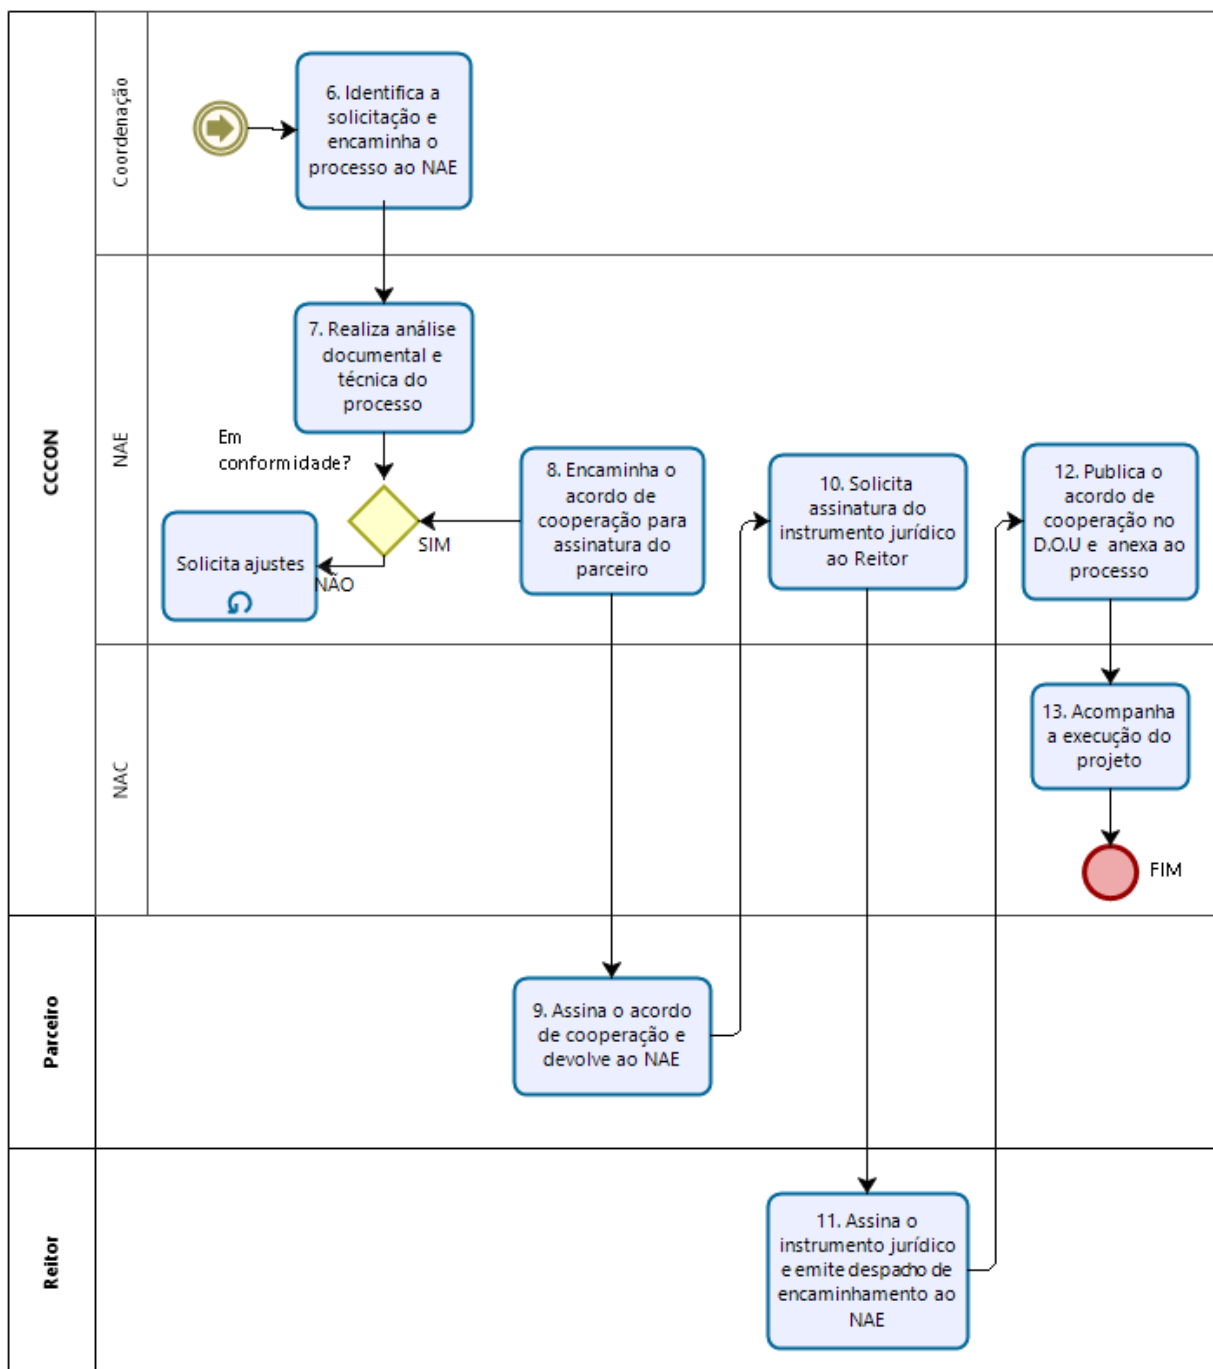 CCCON
Coordenação
6. Identifica a
solicitação e
encaminha o
processo ao NAE
NAE
7. Realiza análise
documental e
técnica do
processo
Em
conformidade?
SIM
NÃO
Solicita ajustes
8. Encaminha o
acordo de
cooperação para
assinatura do
parceiro
10. Solicita
assinatura do
instrumento jurídico
ao Reitor
12. Publica o
acordo de
cooperação no
D.O.U e anexa ao
processo
NAC
13. Acompanha
a execução do
projeto
FIM
Parceiro
9. Assina o acordo
de cooperação e
devolve ao NAE
Reitor
11. Assina o
instrumento jurídico
e emite despacho de
encaminhamento ao
NAE